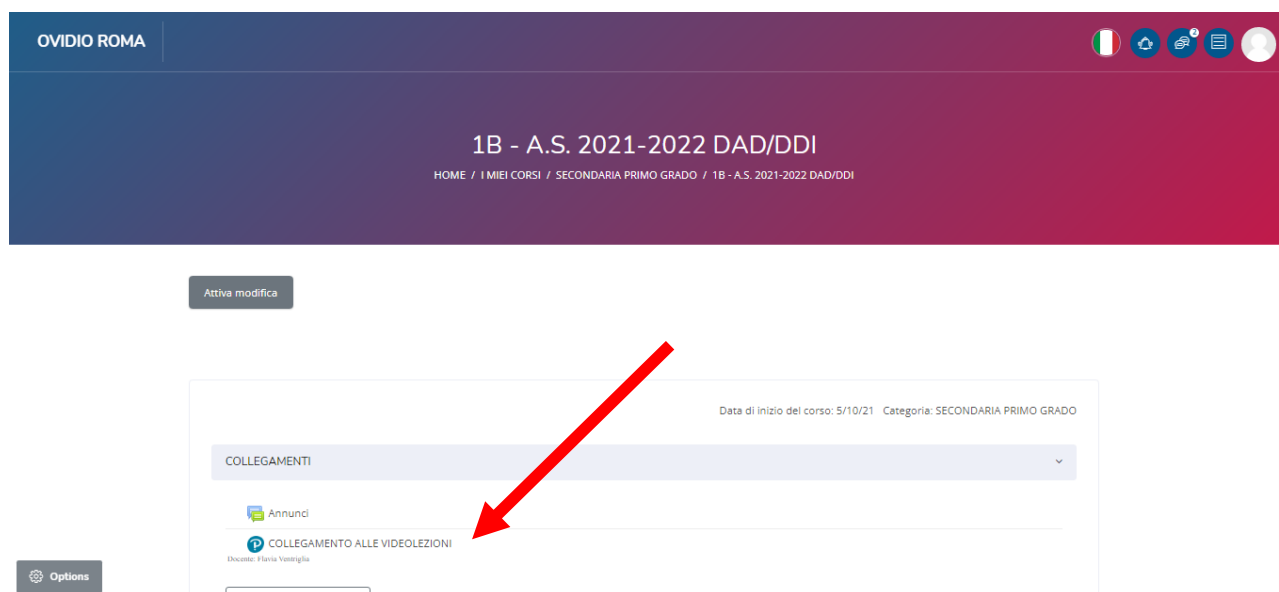 OVIDIO ROMA
2
1B - A.S. 2021-2022 DAD/DDI
HOME / I MIEI CORSI / SECONDARIA PRIMO GRADO / 1B - A.S. 2021-2022 DAD/DDI
Attiva modifica
Data di inizio del corso: 5/10/21 Categoria: SECONDARIA PRIMO GRADO
COLLEGAMENTI
Annunci
P COLLEGAMENTO ALLE VIDEOLEZIONI
Docente: Flavia Ventriglia
Options